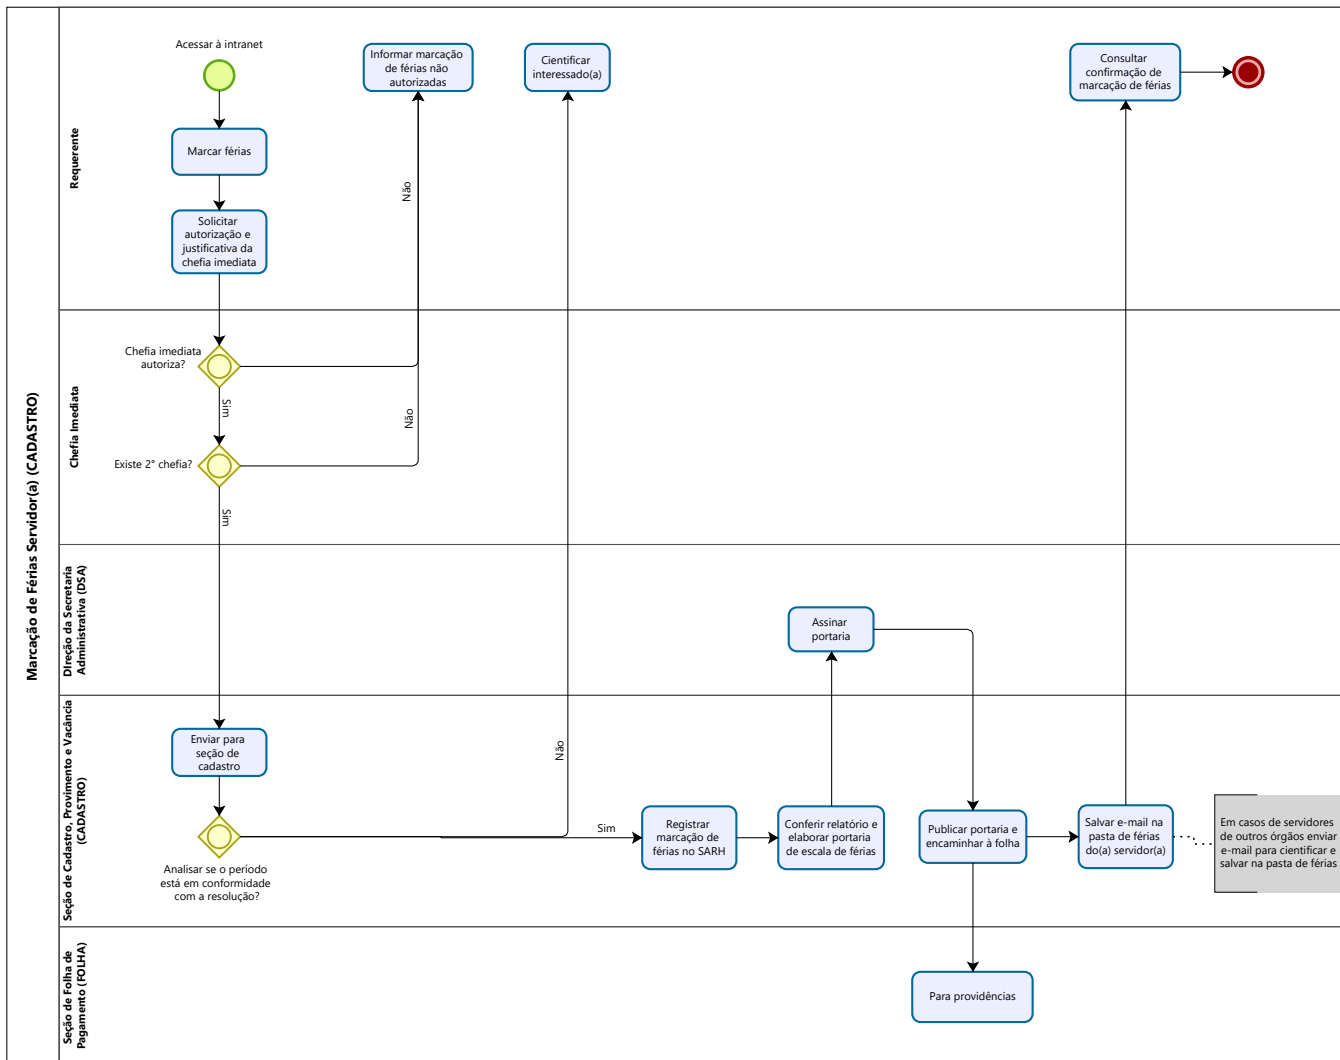 Marcação de Férias Servidor(a) (CADASTRO)
Requerente
Acessar à intranet
Marcar férias
Solicitar
autorização e
justificativa da
chefia imediata
Informar marcação
de férias não
autorizadas
Cientificar
interessado(a)
Consultar
confirmação de
marcação de férias
Não
Chefia Imediata
Chefia imediata
autoriza?
Sim
Não
Existe 2° chefia?
Sim
DIreção da Secretaria
Administrativa (DSA)
Assinar
portaria
Seção de Cadastro, Provimento e Vacância
(CADASTRO)
Enviar para
seção de
cadastro
Não
Analisar se o período
está em conformidade
com a resolução?
Sim
Registrar
marcação de
férias no SARH
Conferir relatório e
elaborar portaria
de escala de férias
Publicar portaria e
encaminhar à folha
Salvar e-mail na
pasta de férias
do(a) servidor(a)
Em casos de servidores
de outros órgãos enviar
e-mail para cientificar e
salvar na pasta de férias
Seção de Folha de
Pagamento (FOLHA)
Para providências